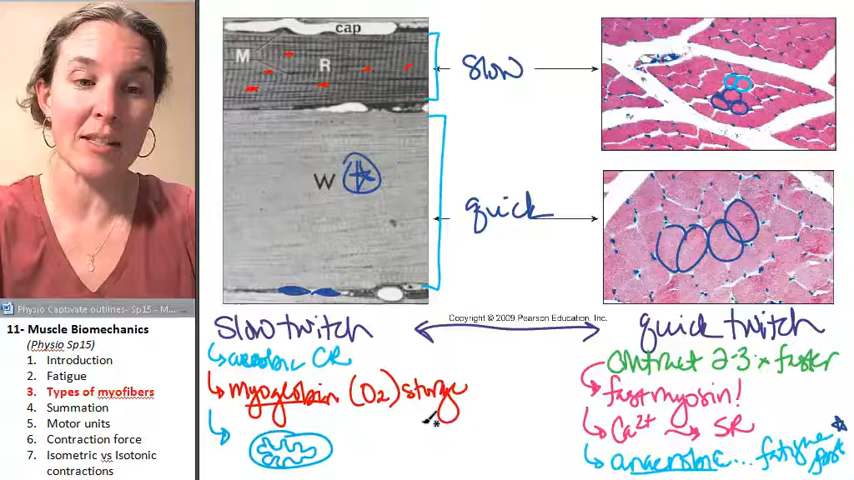 cap
M
R
slow
W
quick
Copyright © 2009 Pearson Education, Inc.
slow twitch
quick twitch
aerobic CR
contract 2-3x faster
myoglobin (O2) storage
fast myosin!
Ca2+ → SR
anaerobic... fatigue fast
Physio Captivate outlines- Sp15 - M...
11- Muscle Biomechanics
(Physio Sp15)
1. Introduction
2. Fatigue
3. Types of myofibers
4. Summation
5. Motor units
6. Contraction force
7. Isometric vs Isotonic
contractions